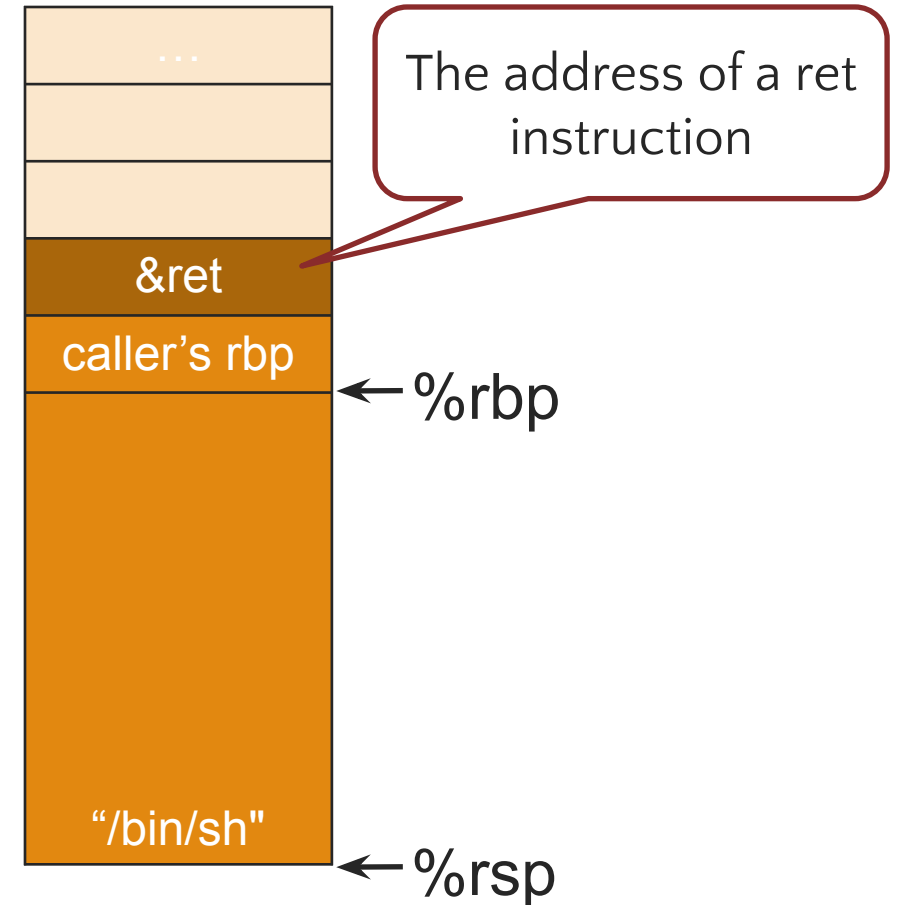 …
The address of a ret
instruction
&ret
caller’s rbp
%rbp
“/bin/sh"
%rsp